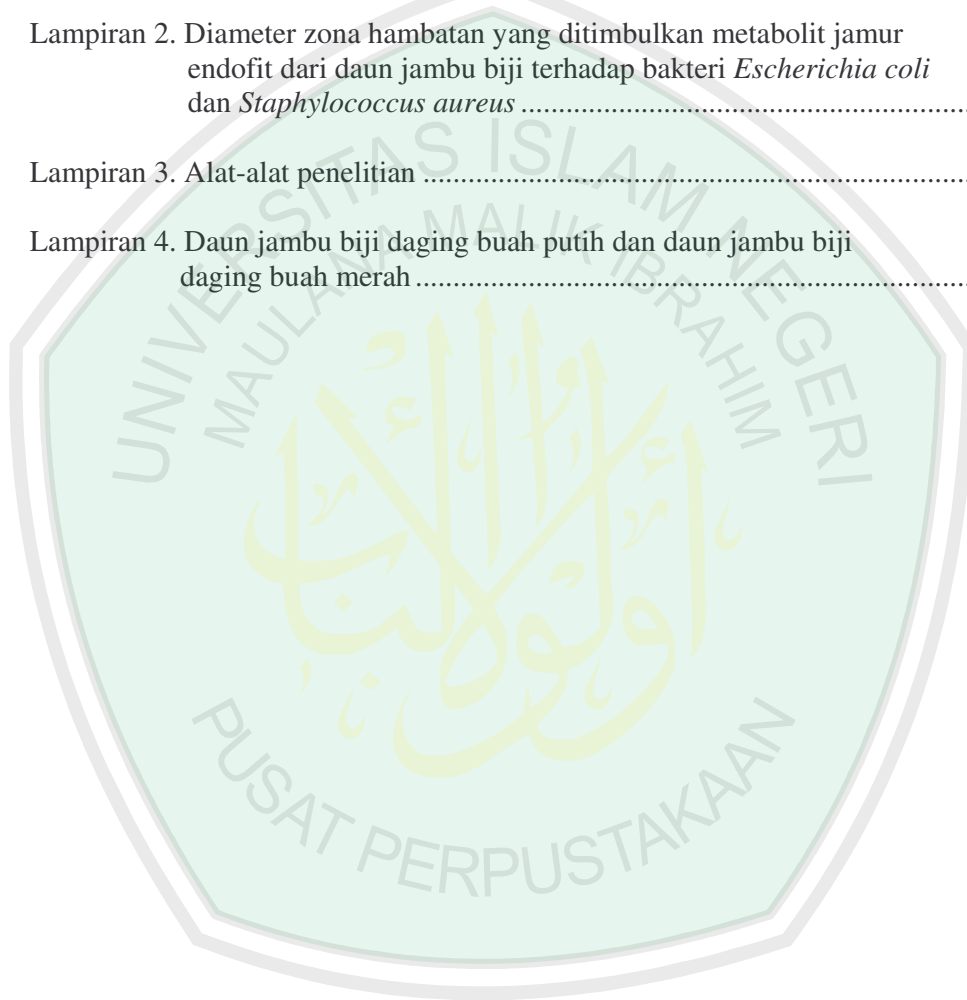 Lampiran 2. Diameter zona hambatan yang ditimbulkan metabolit jamur
endofit dari daun jambu biji terhadap bakteri Escherichia coli
dan Staphylococcus aureus ..................................................
Lampiran 3. Alat-alat penelitian .............................................................
Lampiran 4. Daun jambu biji daging buah putih dan daun jambu biji
daging buah merah ..............................................................
UNIVERSITAS ISLAM NEGERI
MAULANA MALIK IBRAHIM
أولو الألباب
PUSAT PERPUSTAKAAN